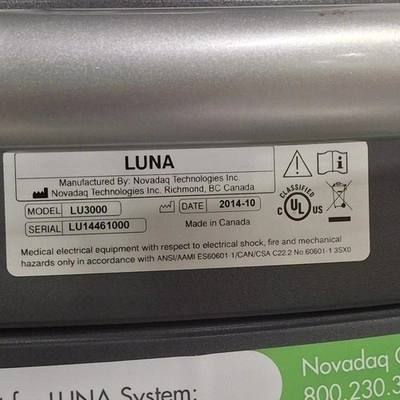 LUNA
Manufactured By: Novadaq Technologies Inc.
Novadaq Technologies Inc. Richmond, BC Canada
MODEL LU3000 DATE 2014-10
SERIAL LU14461000 Made in Canada
CLASSIFIED
C UL US
Medical electrical equipment with respect to electrical shock, fire and mechanical
hazards only in accordance with ANSI/AAMI ES60601-1/CAN/CSA C22.2 No 60601-1 35X0
Novadaq
for LUNA System:
800.230.3